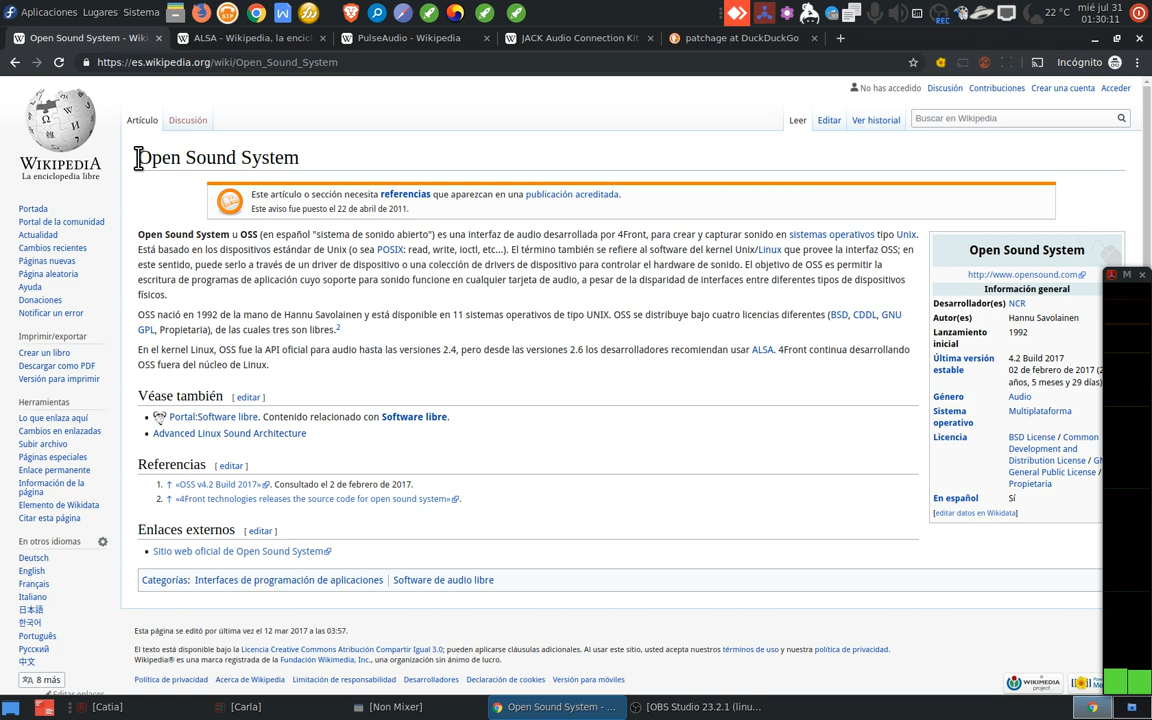 Aplicaciones Lugares Sistema
REC
22 °C
mié jul 31
01:30:11
Open Sound System - Wiki
ALSA - Wikipedia, la encicl
PulseAudio - Wikipedia
JACK Audio Connection Kit
patchage at DuckDuckGo
https://es.wikipedia.org/wiki/Open_Sound_System
Incógnito
No has accedido Discusión Contribuciones Crear una cuenta Acceder
Artículo Discusión
Leer Editar Ver historial
Buscar en Wikipedia
WIKIPEDIA
La enciclopedia libre
Portada
Portal de la comunidad
Actualidad
Cambios recientes
Páginas nuevas
Página aleatoria
Ayuda
Donaciones
Notificar un error
Imprimir/exportar
Crear un libro
Descargar como PDF
Versión para imprimir
Herramientas
Lo que enlaza aquí
Cambios en enlazadas
Subir archivo
Páginas especiales
Enlace permanente
Información de la
página
Elemento de Wikidata
Citar esta página
En otros idiomas
Deutsch
English
Français
Italiano
日本語
한국어
Português
Русский
中文
8 más
Editar enlaces
Open Sound System
Este artículo o sección necesita referencias que aparezcan en una publicación acreditada.
Este aviso fue puesto el 22 de abril de 2011.
Open Sound System u OSS (en español "sistema de sonido abierto") es una interfaz de audio desarrollada por 4Front, para crear y capturar sonido en sistemas operativos tipo Unix.
Está basado en los dispositivos estándar de Unix (o sea POSIX: read, write, ioctl, etc...). El término también se refiere al software del kernel Unix/Linux que provee la interfaz OSS; en
este sentido, puede serlo a través de un driver de dispositivo o una colección de drivers de dispositivo para controlar el hardware de sonido. El objetivo de OSS es permitir la
escritura de programas de aplicación cuyo soporte para sonido funcione en cualquier tarjeta de audio, a pesar de la disparidad de interfaces entre diferentes tipos de dispositivos
físicos.
OSS nació en 1992 de la mano de Hannu Savolainen y está disponible en 11 sistemas operativos de tipo UNIX. OSS se distribuye bajo cuatro licencias diferentes (BSD, CDDL, GNU
GPL, Propietaria), de las cuales tres son libres.2
En el kernel Linux, OSS fue la API oficial para audio hasta las versiones 2.4, pero desde las versiones 2.6 los desarrolladores recomiendan usar ALSA. 4Front continua desarrollando
OSS fuera del núcleo de Linux.
Véase también [ editar ]
Portal:Software libre. Contenido relacionado con Software libre.
Advanced Linux Sound Architecture
Referencias [ editar ]
1. ↑ «OSS v4.2 Build 2017». Consultado el 2 de febrero de 2017.
2. ↑ «4Front technologies releases the source code for open sound system».
Enlaces externos [ editar ]
Sitio web oficial de Open Sound System
Categorías: Interfaces de programación de aplicaciones | Software de audio libre
Open Sound System
http://www.opensound.com
Información general
Desarrollador(es) NCR
Autor(es) Hannu Savolainen
Lanzamiento inicial 1992
Última versión estable 4.2 Build 2017
02 de febrero de 2017 (2
años, 5 meses y 29 días)
Género Audio
Sistema operativo Multiplataforma
Licencia BSD License / Common
Development and
Distribution License / GN
General Public License /
Propietaria
En español Sí
[editar datos en Wikidata]
M
Esta página se editó por última vez el 12 mar 2017 a las 03:57.
El texto está disponible bajo la Licencia Creative Commons Atribución Compartir Igual 3.0; pueden aplicarse cláusulas adicionales. Al usar este sitio, usted acepta nuestros términos de uso y nuestra política de privacidad.
Wikipedia® es una marca registrada de la Fundación Wikimedia, Inc., una organización sin ánimo de lucro.
Política de privacidad Acerca de Wikipedia Limitación de responsabilidad Desarrolladores Declaración de cookies Versión para móviles
WIKIMEDIA
project
[Catia]
[Carla]
[Non Mixer]
Open Sound System - ...
[OBS Studio 23.2.1 (linu...